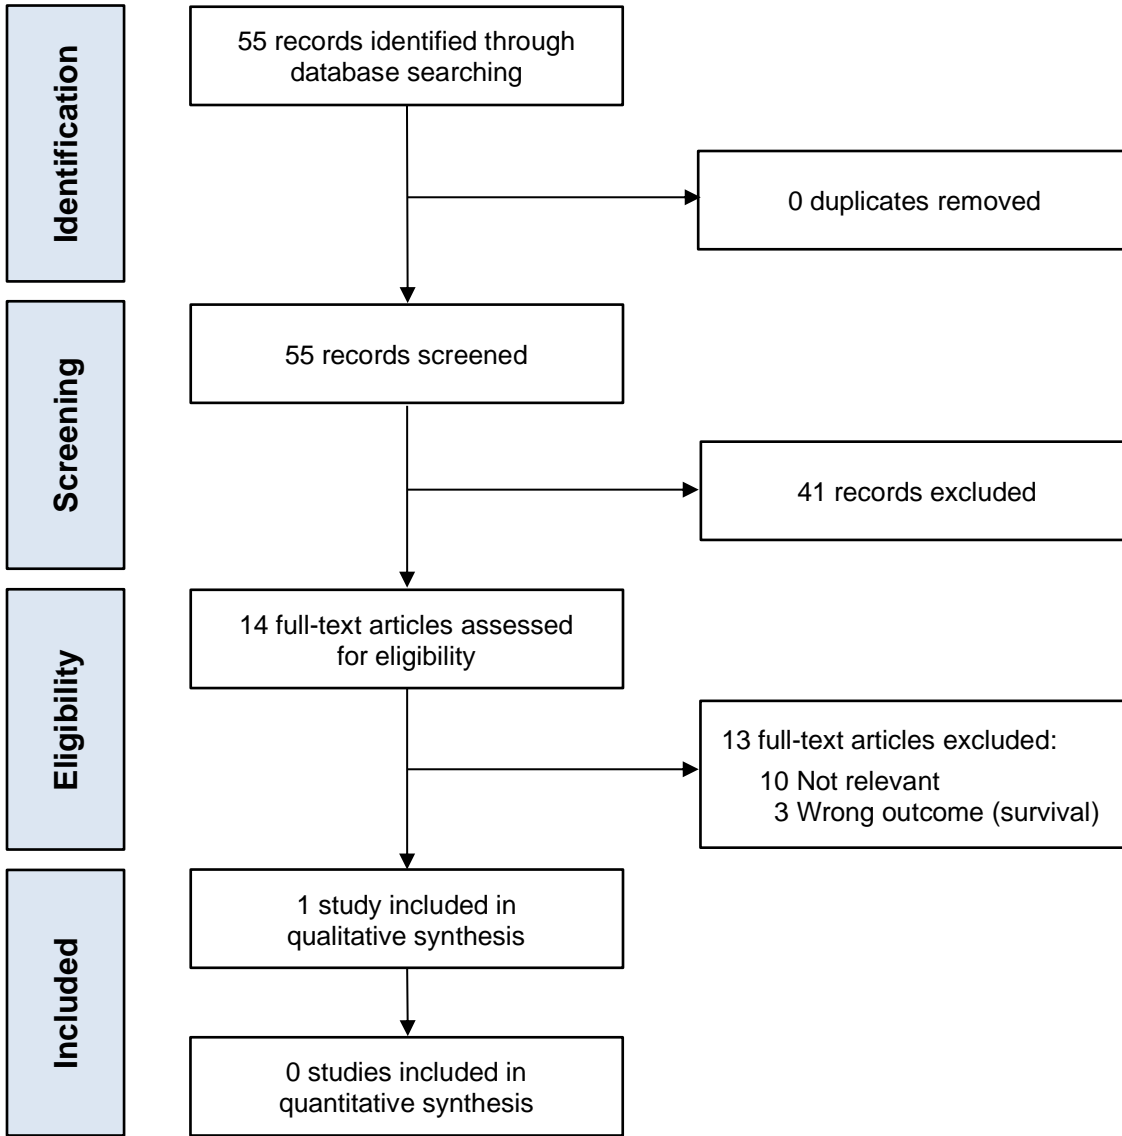 Identification
55 records identified through
database searching
0 duplicates removed
Screening
55 records screened
41 records excluded
Eligibility
14 full-text articles assessed
for eligibility
13 full-text articles excluded:
10 Not relevant
3 Wrong outcome (survival)
Included
1 study included in
qualitative synthesis
0 studies included in
quantitative synthesis